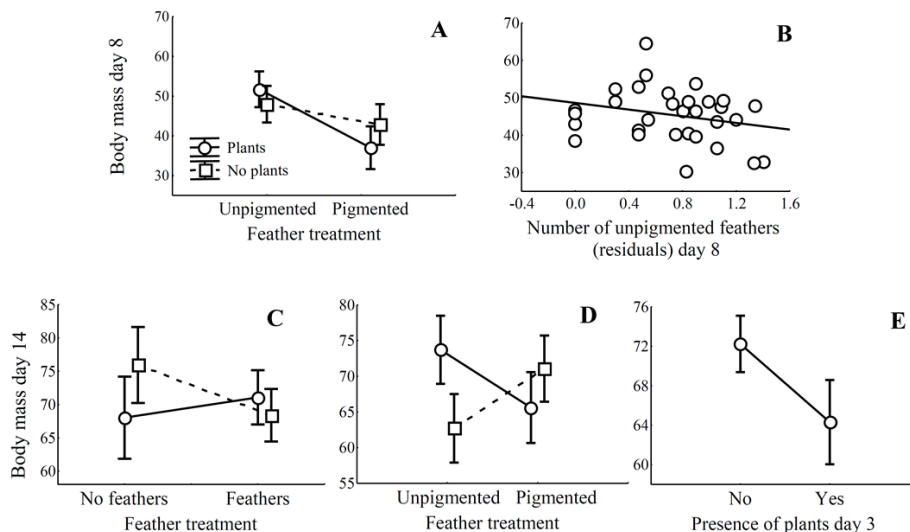 A
Body mass day 8
70
50
40
30
Plants
No plants
Unpigmented Pigmented
Feather treatment
B
70
60
50
40
30
-0.4 0.0 0.4 0.8 1.2 1.6
Number of unpigmented feathers
(residuals) day 8
C
Body mass day 14
85
80
75
70
65
60
No feathers Feathers
Feather treatment
D
80
75
70
65
60
55
Unpigmented Pigmented
Feather treatment
E
76
72
68
64
60
No Yes
Presence of plants day 3